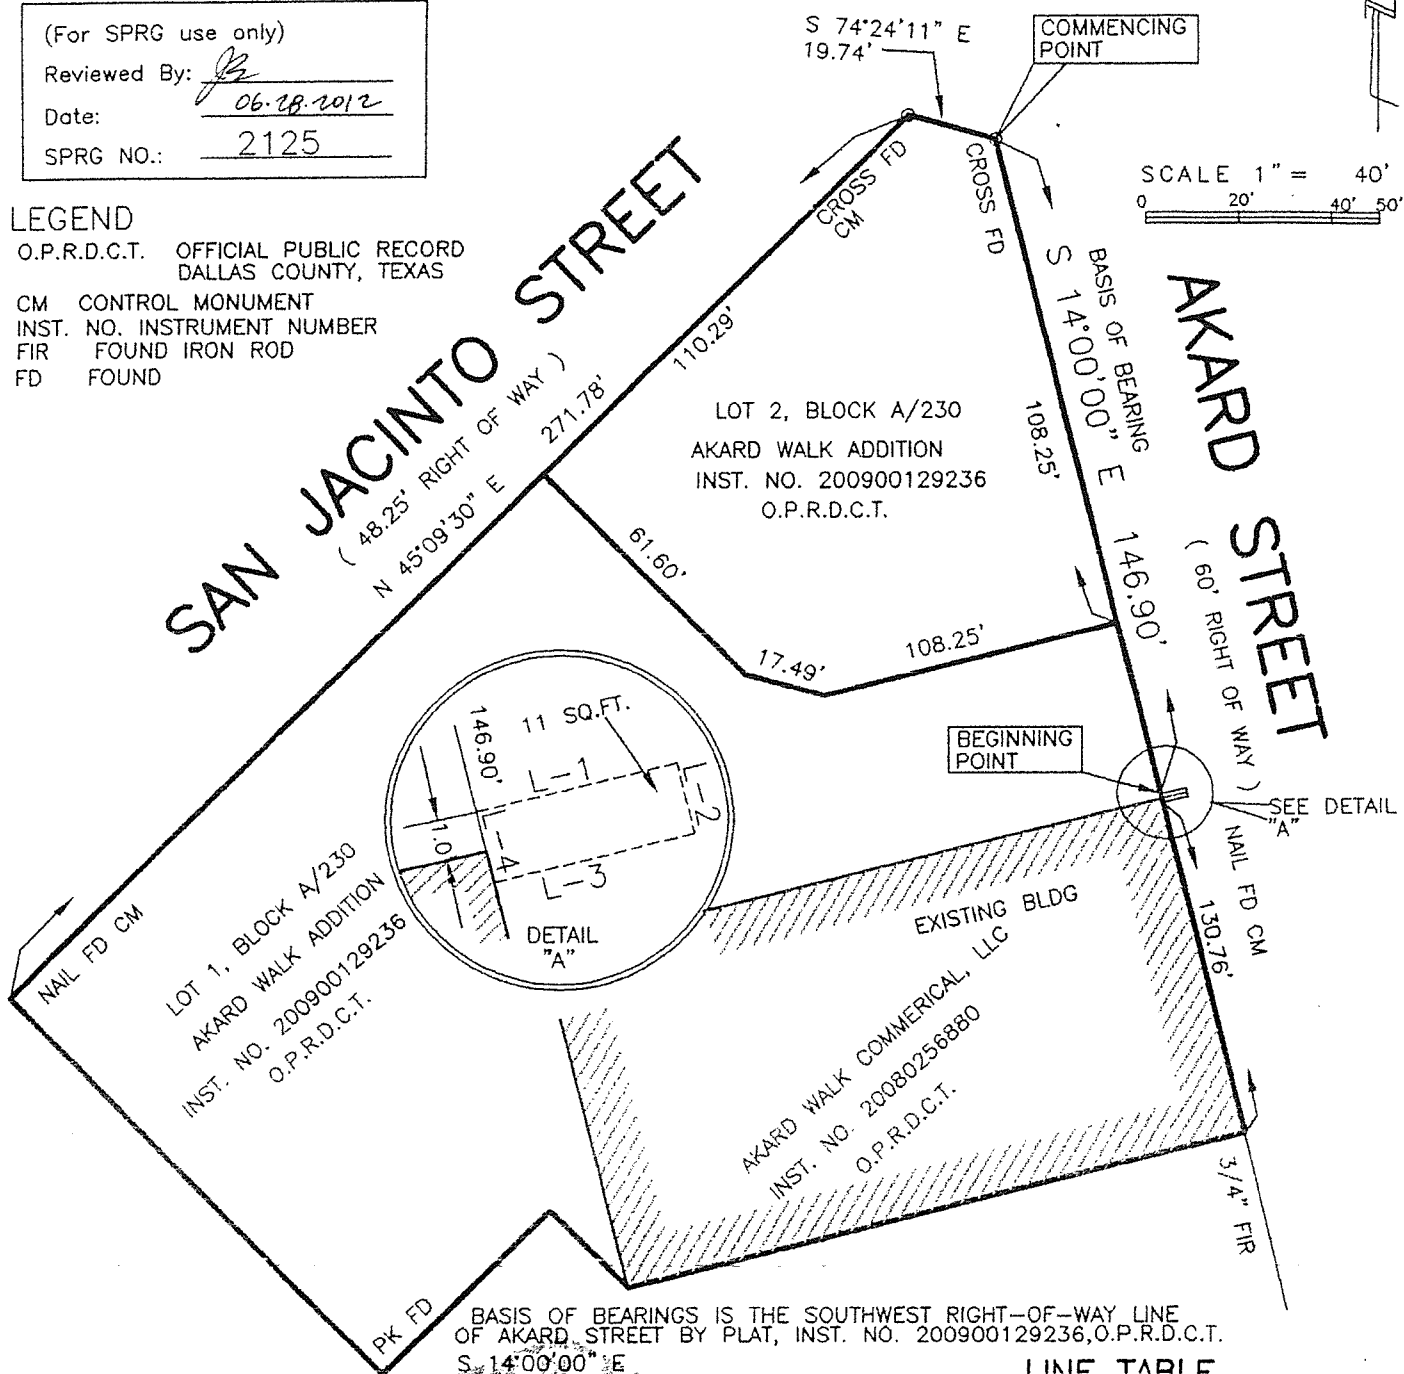 (For SPRG use only)
Reviewed By:
Date: 06.28.2012
SPRG NO.: 2125
LEGEND
O.P.R.D.C.T. OFFICIAL PUBLIC RECORD
DALLAS COUNTY, TEXAS
CM CONTROL MONUMENT
INST. NO. INSTRUMENT NUMBER
FIR FOUND IRON ROD
FD FOUND
S 74°24'11" E
19.74'
COMMENCING
POINT
SCALE 1" = 40'
0 20' 40' 50'
SAN JACINTO STREET
( 48.25' RIGHT OF WAY )
N 45°09'30" E 271.78'
110.29'
CROSS FD
CM
CROSS FD
BASIS OF BEARING
S 14°00'00" E 146.90'
108.25'
AKARD STREET
( 60' RIGHT OF WAY )
LOT 2, BLOCK A/230
AKARD WALK ADDITION
INST. NO. 200900129236
O.P.R.D.C.T.
61.60'
17.49'
108.25'
BEGINNING
POINT
SEE DETAIL
"A"
NAIL FD CM
130.76'
146.90'
11 SQ.FT.
L-1
L-2
L-3
L-4
1.0'
DETAIL
"A"
NAIL FD CM
LOT 1, BLOCK A/230
AKARD WALK ADDITION
INST. NO. 200900129236
O.P.R.D.C.T.
EXISTING BLDG
AKARD WALK COMMERICAL, LLC
INST. NO. 20080256880
O.P.R.D.C.T.
3/4" FIR
PK FD
BASIS OF BEARINGS IS THE SOUTHWEST RIGHT-OF-WAY LINE
OF AKARD STREET BY PLAT, INST. NO. 200900129236,O.P.R.D.C.T.
S 14°00'00" E
LINE TABLE